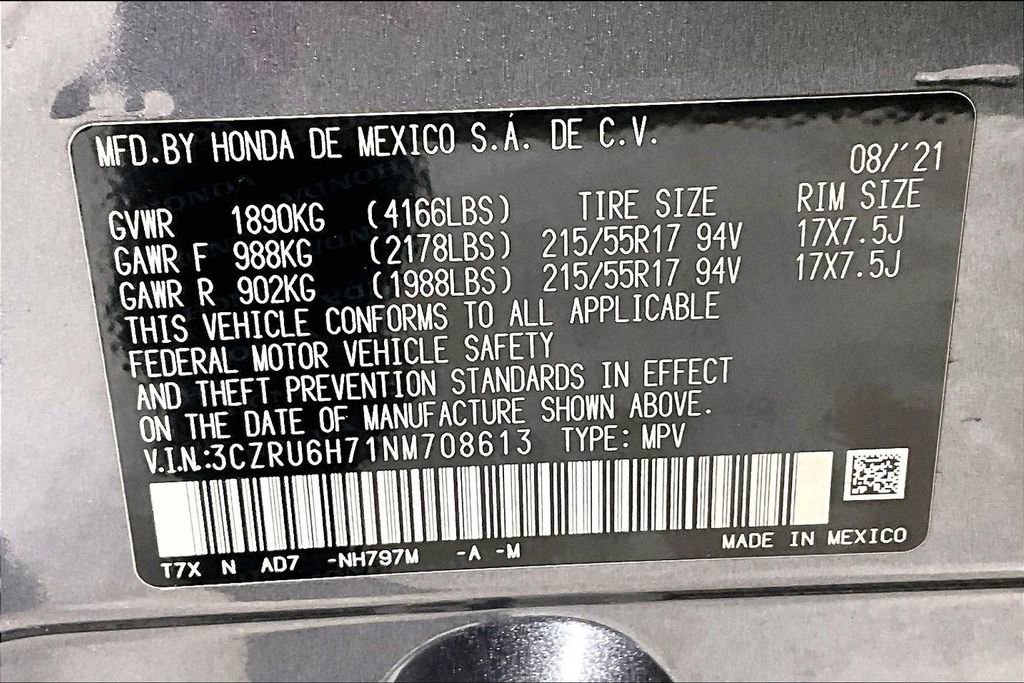 MFD.BY HONDA DE MEXICO S.Á. DE C.V.
08/'21
GVWR 1890KG (4166LBS) TIRE SIZE RIM SIZE
GAWR F 988KG (2178LBS) 215/55R17 94V 17X7.5J
GAWR R 902KG (1988LBS) 215/55R17 94V 17X7.5J
THIS VEHICLE CONFORMS TO ALL APPLICABLE
FEDERAL MOTOR VEHICLE SAFETY
AND THEFT PREVENTION STANDARDS IN EFFECT
ON THE DATE OF MANUFACTURE SHOWN ABOVE.
V.I.N.:3CZRU6H71NM708613 TYPE: MPV
T7X N AD7 -NH797M -A -M MADE IN MEXICO